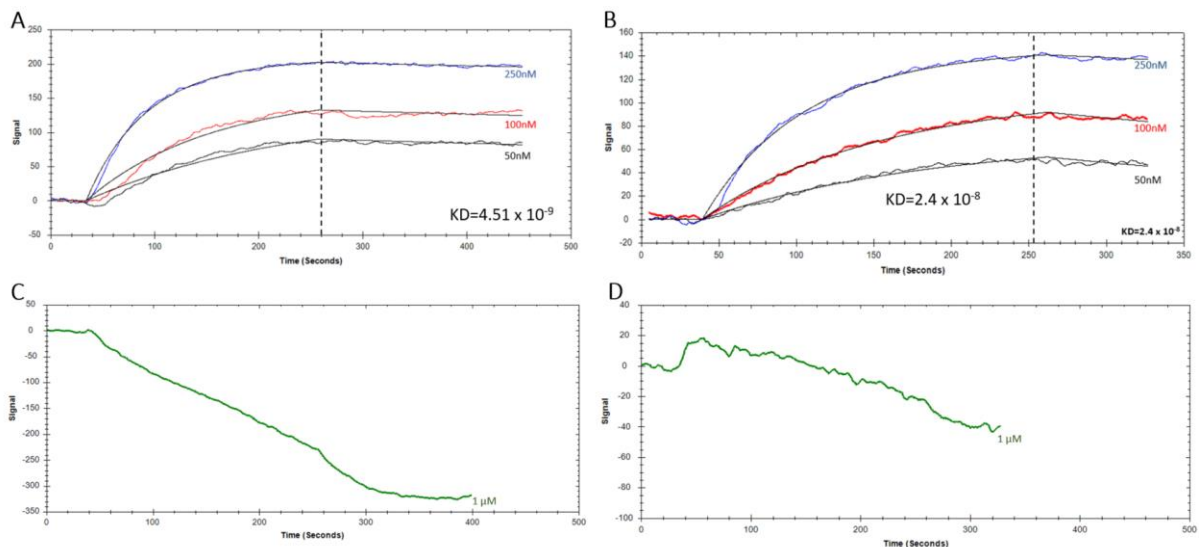 A
250
200
150
100
50
0
-50
Signal
0
100
200
300
400
500
Time (Seconds)
250nM
100nM
50nM
KD=4.51 x 10-9
B
160
140
120
100
80
60
40
20
0
-20
Signal
0
50
100
150
200
250
300
350
Time (Seconds)
250nM
100nM
50nM
KD=2.4 x 10-8
KD=2.4 x 10-8
C
50
0
-50
-100
-150
-200
-250
-300
-350
Signal
0
100
200
300
400
500
Time (Seconds)
1 µM
D
40
20
0
-20
-40
-60
-80
-100
Signal
0
100
200
300
400
500
Time (Seconds)
1 µM